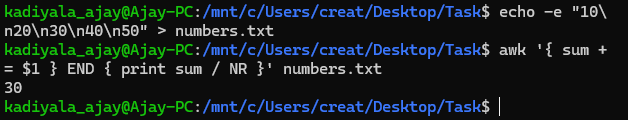 kadiyala_ajay@Ajay-PC:/mnt/c/Users/creat/Desktop/Task$ echo -e "10\
n20\n30\n40\n50" > numbers.txt
kadiyala_ajay@Ajay-PC:/mnt/c/Users/creat/Desktop/Task$ awk '{ sum +
= $1 } END { print sum / NR }' numbers.txt
30
kadiyala_ajay@Ajay-PC:/mnt/c/Users/creat/Desktop/Task$